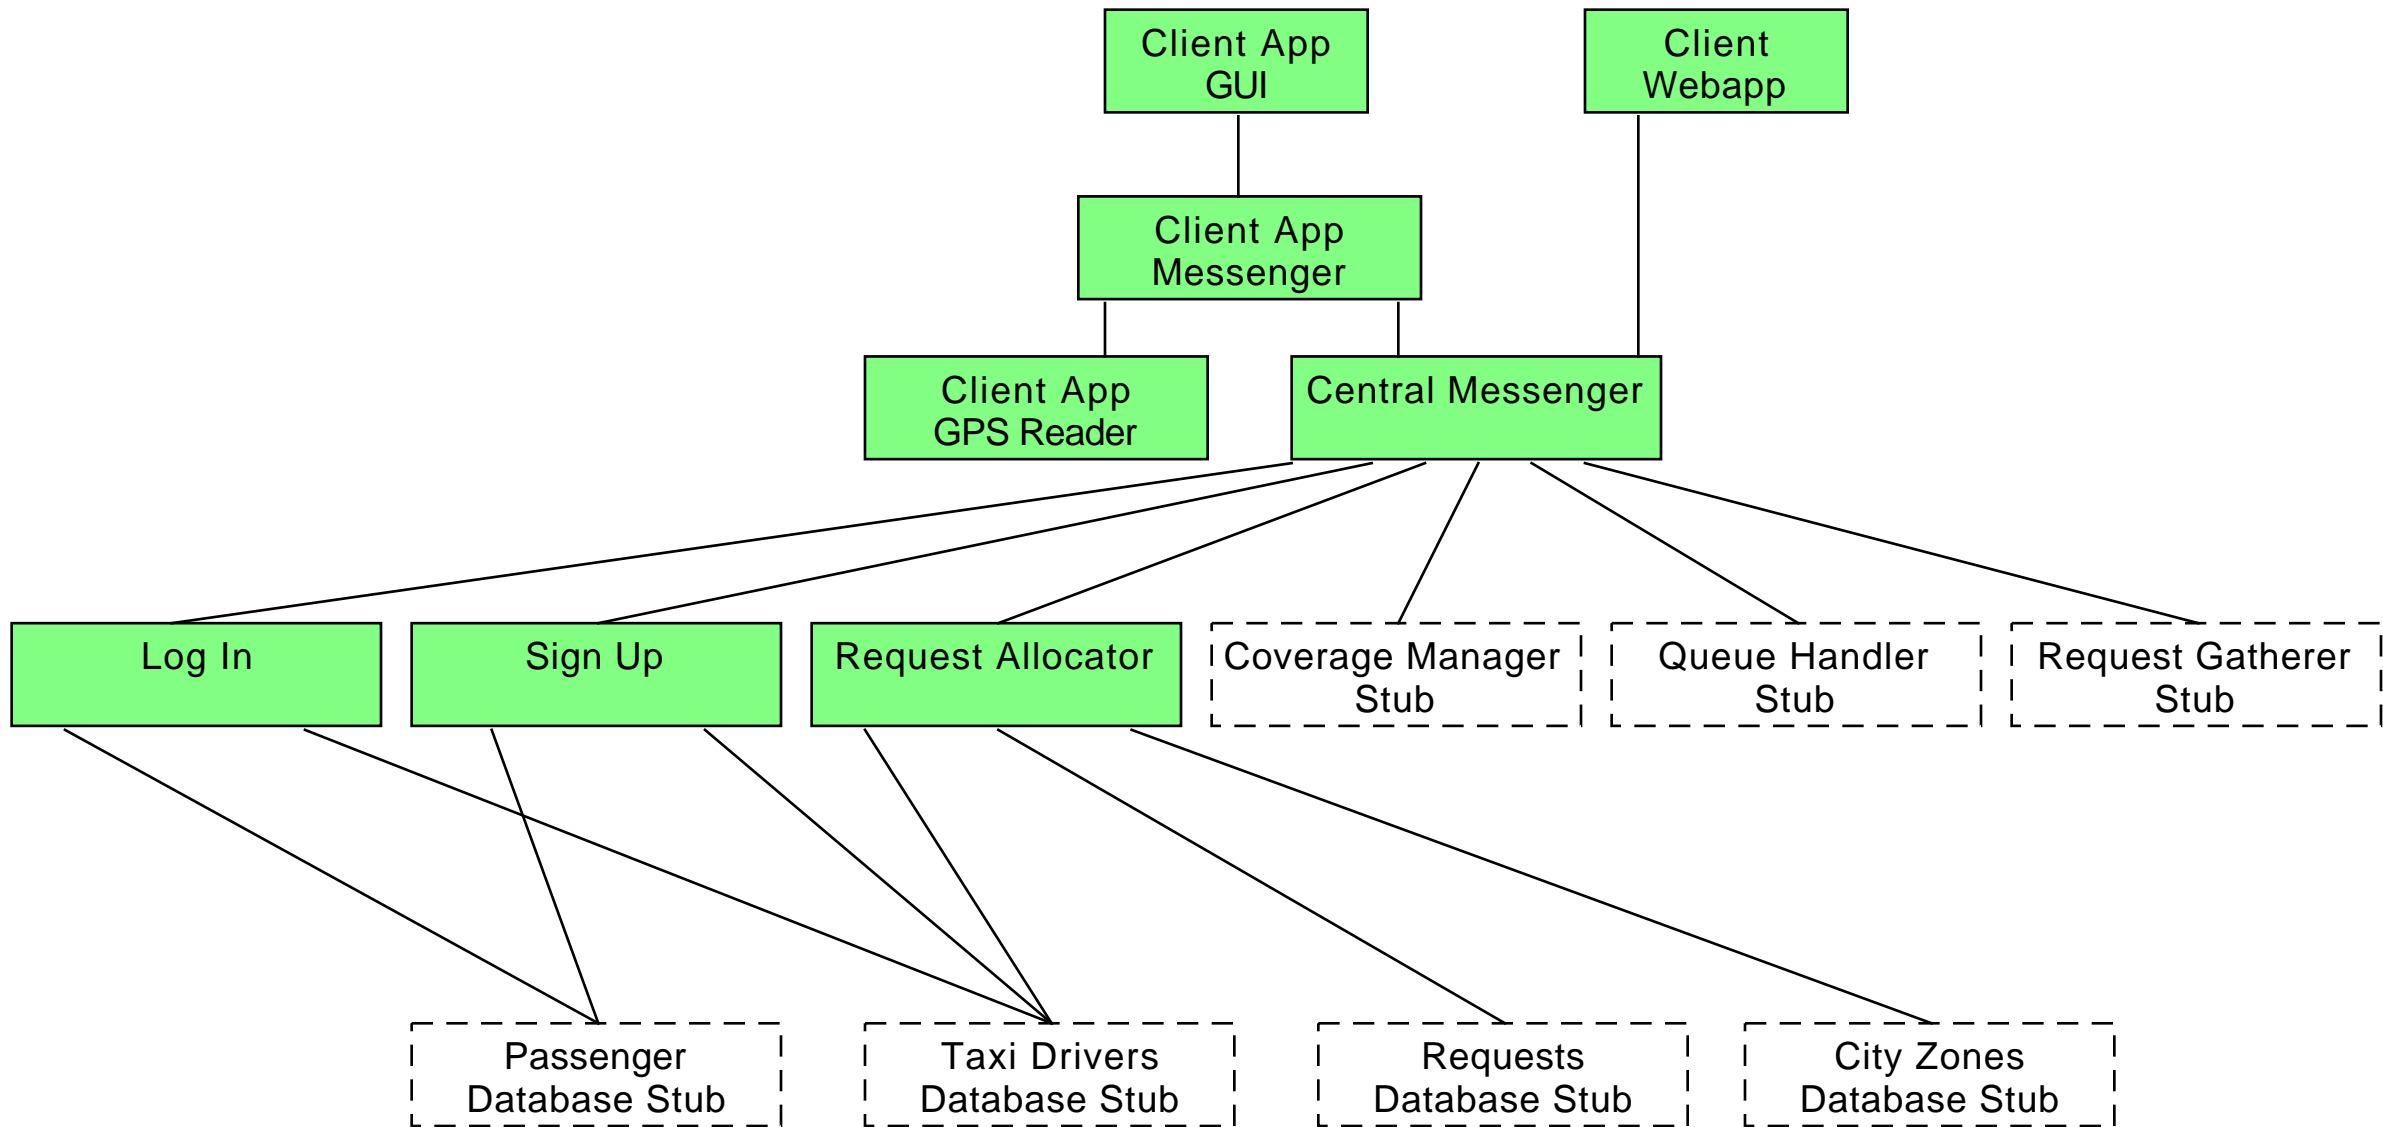 Client App
GUI
Client
Webapp
Client App
Messenger
Client App
GPS Reader
Central Messenger
Log In
Sign Up
Request Allocator
Coverage Manager
Stub
Queue Handler
Stub
Request Gatherer
Stub
Passenger
Database Stub
Taxi Drivers
Database Stub
Requests
Database Stub
City Zones
Database Stub